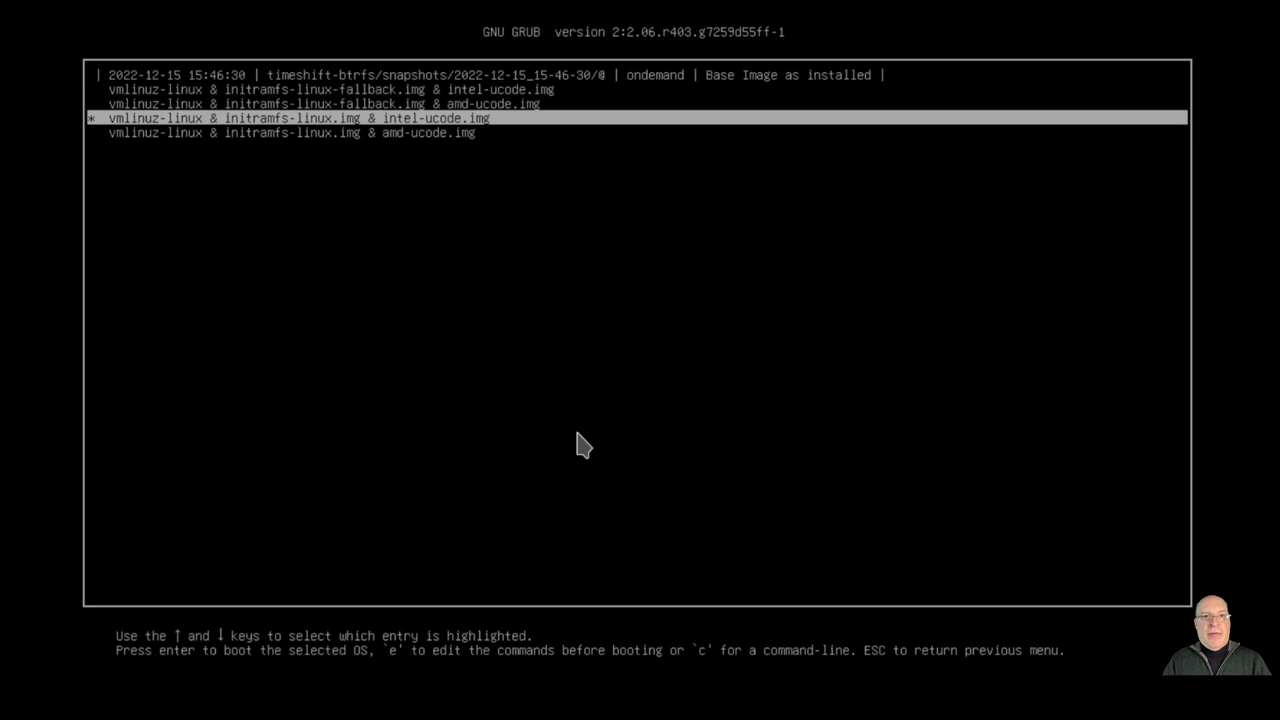 GNU GRUB version 2:2.06.r403.g7259d55ff-1
| 2022-12-15 15:46:30 | timeshift-btrfs/snapshots/2022-12-15_15-46-30/@ | ondemand | Base Image as installed |
vmlinuz-linux & initramfs-linux-fallback.img & intel-ucode.img
vmlinuz-linux & initramfs-linux-fallback.img & amd-ucode.img
* vmlinuz-linux & initramfs-linux.img & intel-ucode.img
vmlinuz-linux & initramfs-linux.img & amd-ucode.img
Use the ↑ and ↓ keys to select which entry is highlighted.
Press enter to boot the selected OS, `e' to edit the commands before booting or `c' for a command-line. ESC to return previous menu.